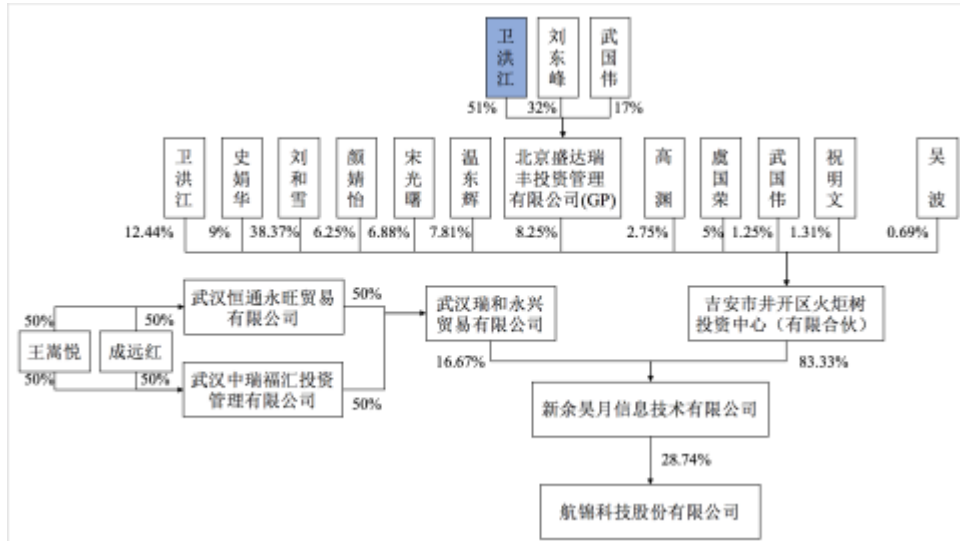 卫洪江
刘东峰
武国伟
51%
32%
17%
卫洪江
史娟华
刘和雪
颜婧怡
宋光曙
温东辉
北京盛达瑞
丰投资管理
有限公司(GP)
高渊
虞国荣
武国伟
祝明文
吴波
12.44%
9%
38.37%
6.25%
6.88%
7.81%
8.25%
2.75%
5%
1.25%
1.31%
0.69%
武汉恒通永旺贸易
有限公司
50%
武汉瑞和永兴
贸易有限公司
吉安市井开区火炬树
投资中心（有限合伙）
50%
50%
王嵩悦
成远红
50%
50%
武汉中瑞福汇投资
管理有限公司
50%
16.67%
83.33%
新余昊月信息技术有限公司
28.74%
航锦科技股份有限公司